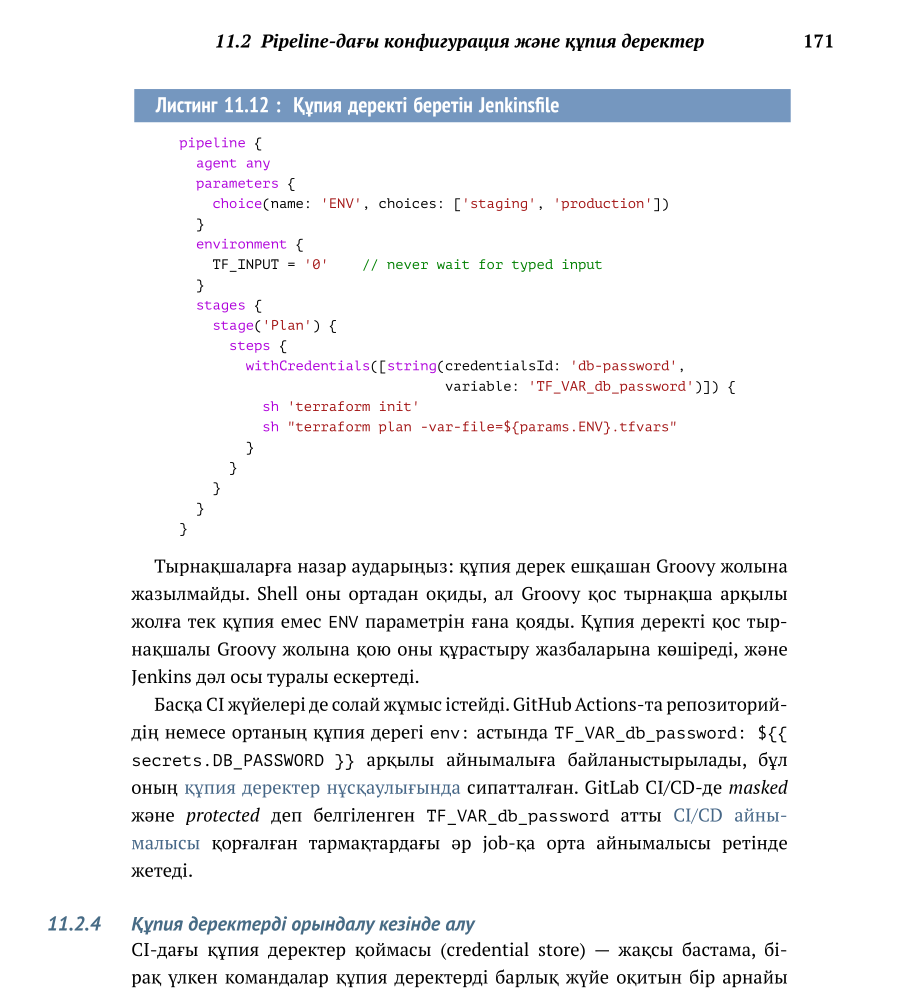 11.2 Pipeline-дағы конфигурация және құпия деректер 171
Листинг 11.12 : Құпия деректі беретін Jenkinsfile
pipeline {
  agent any
  parameters {
    choice(name: 'ENV', choices: ['staging', 'production'])
  }
  environment {
    TF_INPUT = '0'    // never wait for typed input
  }
  stages {
    stage('Plan') {
      steps {
        withCredentials([string(credentialsId: 'db-password',
                                variable: 'TF_VAR_db_password')]) {
          sh 'terraform init'
          sh "terraform plan -var-file=${params.ENV}.tfvars"
        }
      }
    }
  }
}
Тырнақшаларға назар аударыңыз: құпия дерек ешқашан Groovy жолына
жазылмайды. Shell оны ортадан оқиды, ал Groovy қос тырнақша арқылы
жолға тек құпия емес ENV параметрін ғана қояды. Құпия деректі қос тыр-
нақшалы Groovy жолына қою оны құрастыру жазбаларына көшіреді, және
Jenkins дәл осы туралы ескертеді.
Басқа CI жүйелері де солай жұмыс істейді. GitHub Actions-та репозиторий-
дің немесе ортаның құпия дерегі env: астында TF_VAR_db_password: ${{
secrets.DB_PASSWORD }} арқылы айнымалыға байланыстырылады, бұл
оның құпия деректер нұсқаулығында сипатталған. GitLab CI/CD-де masked
және protected деп белгіленген TF_VAR_db_password атты CI/CD айны-
малысы қорғалған тармақтардағы әр job-қа орта айнымалысы ретінде
жетеді.
11.2.4 Құпия деректерді орындалу кезінде алу
CI-дағы құпия деректер қоймасы (credential store) — жақсы бастама, бі-
рақ үлкен командалар құпия деректерді барлық жүйе оқитын бір арнайы